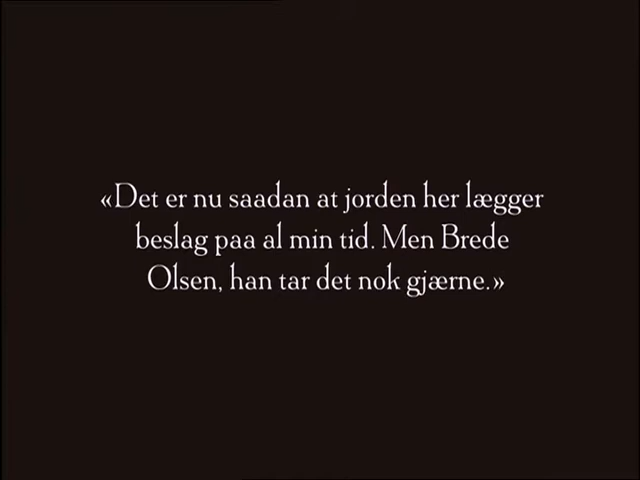 «Det er nu saadan at jorden her lægger
beslag paa al min tid. Men Brede
Olsen, han tar det nok gjærne.»